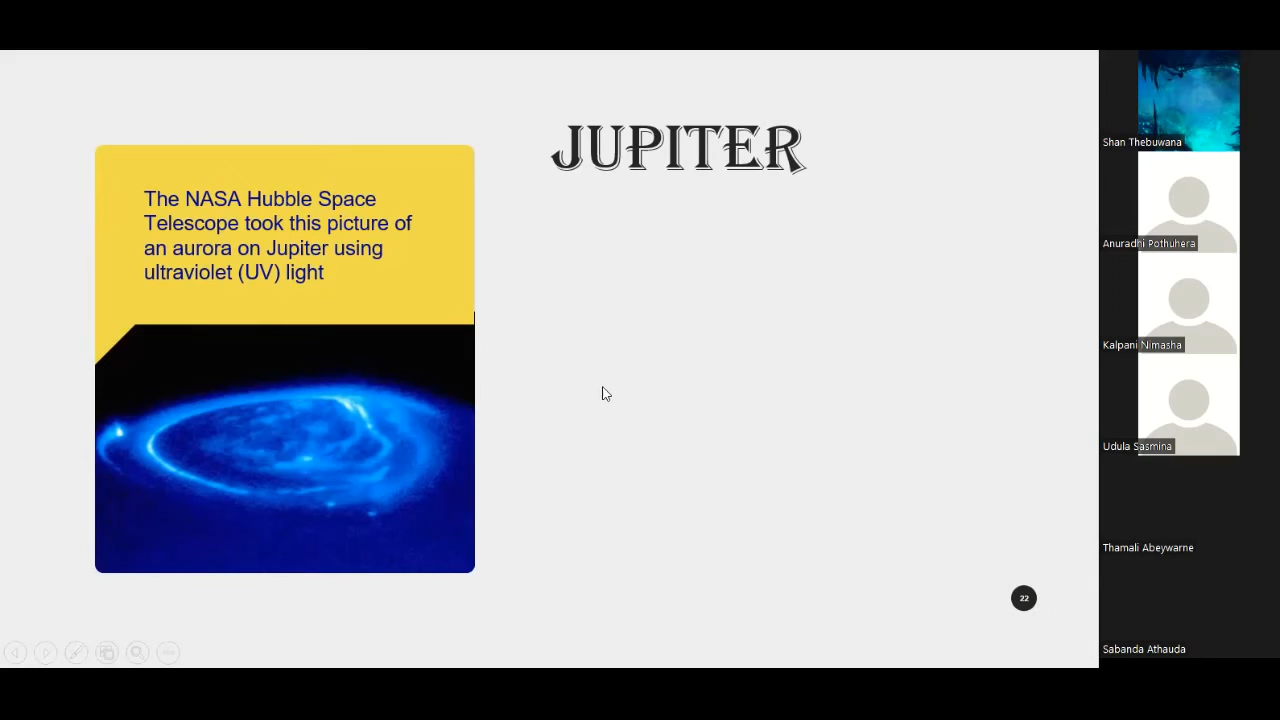 JUPITER
The NASA Hubble Space
Telescope took this picture of
an aurora on Jupiter using
ultraviolet (UV) light
22
Shan Thebuwana
Anuradhi Pothuhera
Kalpani Nimasha
Udula Sasmina
Thamali Abeywarne
Sabanda Athauda